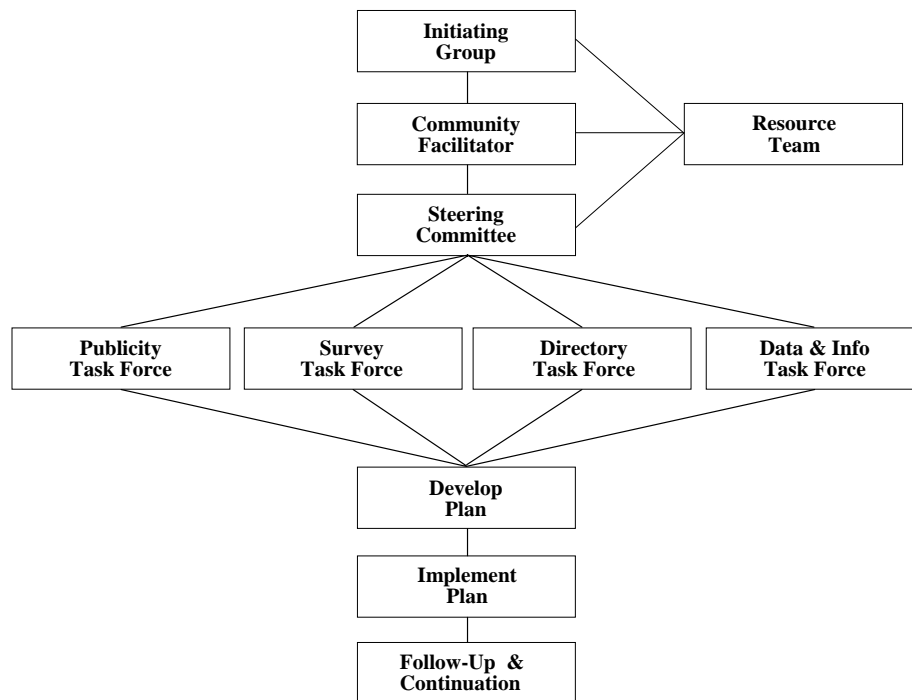 Initiating
Group
Community
Facilitator
Resource
Team
Steering
Committee
Publicity
Task Force
Survey
Task Force
Directory
Task Force
Data & Info
Task Force
Develop
Plan
Implement
Plan
Follow-Up &
Continuation